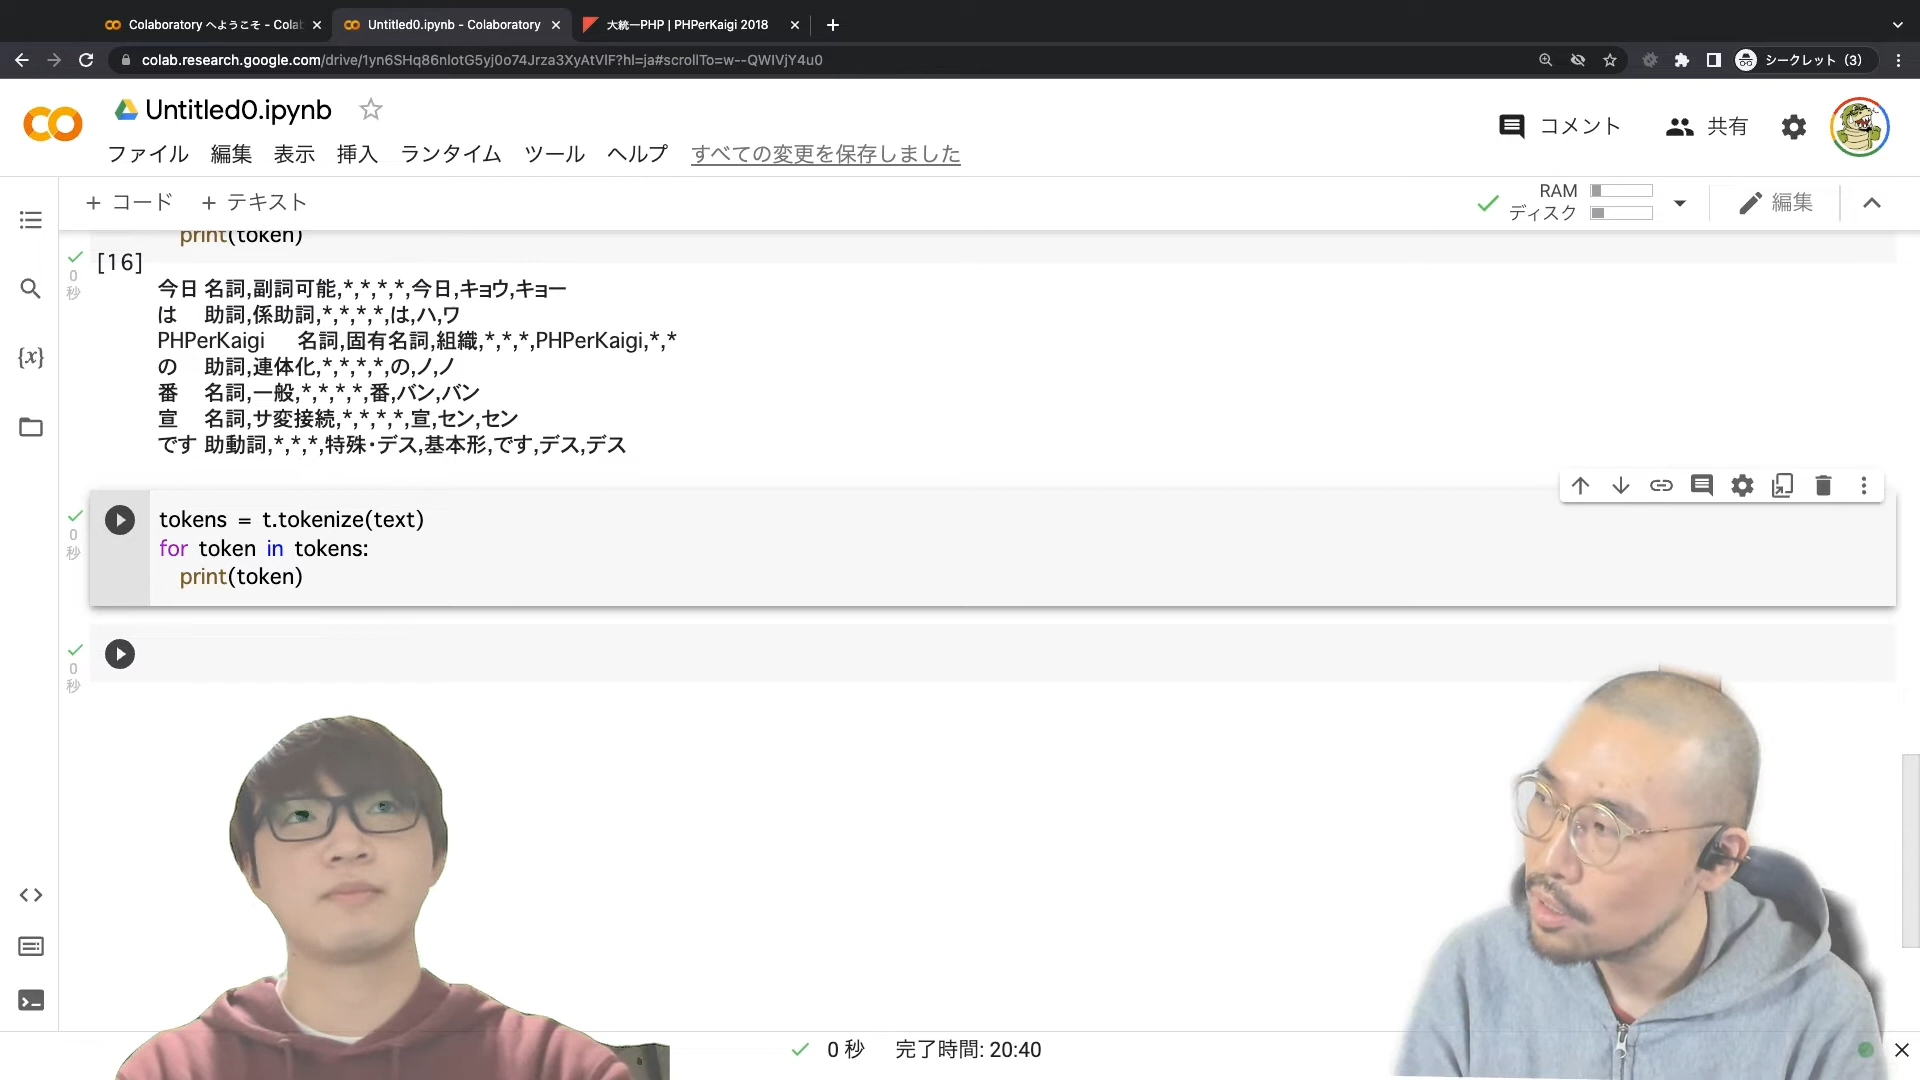 Colaboratory へようこそ - Colab
Untitled0.ipynb - Colaboratory
大統一PHP | PHPerKaigi 2018
colab.research.google.com/drive/1yn6SHq86nlotG5yj0o74Jrza3XyAtVlF?hl=ja#scrollTo=w--QWIVjY4u0
シークレット (3)
Untitled0.ipynb
コメント
共有
ファイル 編集 表示 挿入 ランタイム ツール ヘルプ すべての変更を保存しました
+ コード + テキスト
RAM
ディスク
編集
print(token)
[16]
0
秒
今日 名詞,副詞可能,*,*,*,*,今日,キョウ,キョー
は 助詞,係助詞,*,*,*,*,は,ハ,ワ
PHPerKaigi 名詞,固有名詞,組織,*,*,*,PHPerKaigi,*,*
の 助詞,連体化,*,*,*,*,の,ノ,ノ
番 名詞,一般,*,*,*,*,番,バン,バン
宣 名詞,サ変接続,*,*,*,*,宣,セン,セン
です 助動詞,*,*,*,特殊・デス,基本形,です,デス,デス
0
秒
tokens = t.tokenize(text)
for token in tokens:
print(token)
0
秒
0 秒 完了時間: 20:40